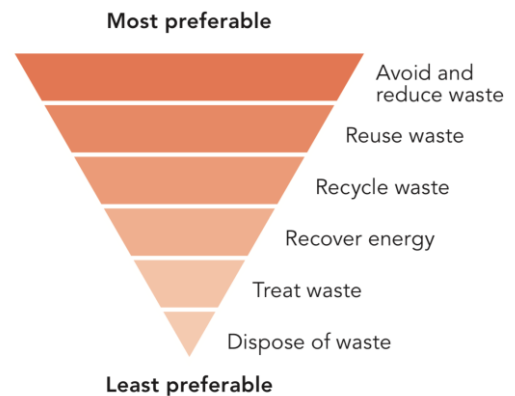 Most preferable
Avoid and
reduce waste
Reuse waste
Recycle waste
Recover energy
Treat waste
Dispose of waste
Least preferable